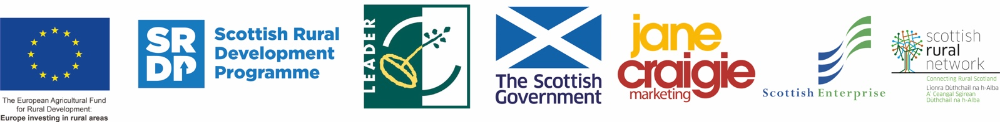 The European Agricultural Fund
for Rural Development:
Europe investing in rural areas
SR
DP
Scottish Rural
Development
Programme
LEADER
The Scottish
Government
jane
craigie
marketing
Scottish Enterprise
scottish
rural
network
Connecting Rural Scotland
Lìonra Dùthchail na h-Alba
A' Ceangal Sgìrean
Dùthchail na h-Alba